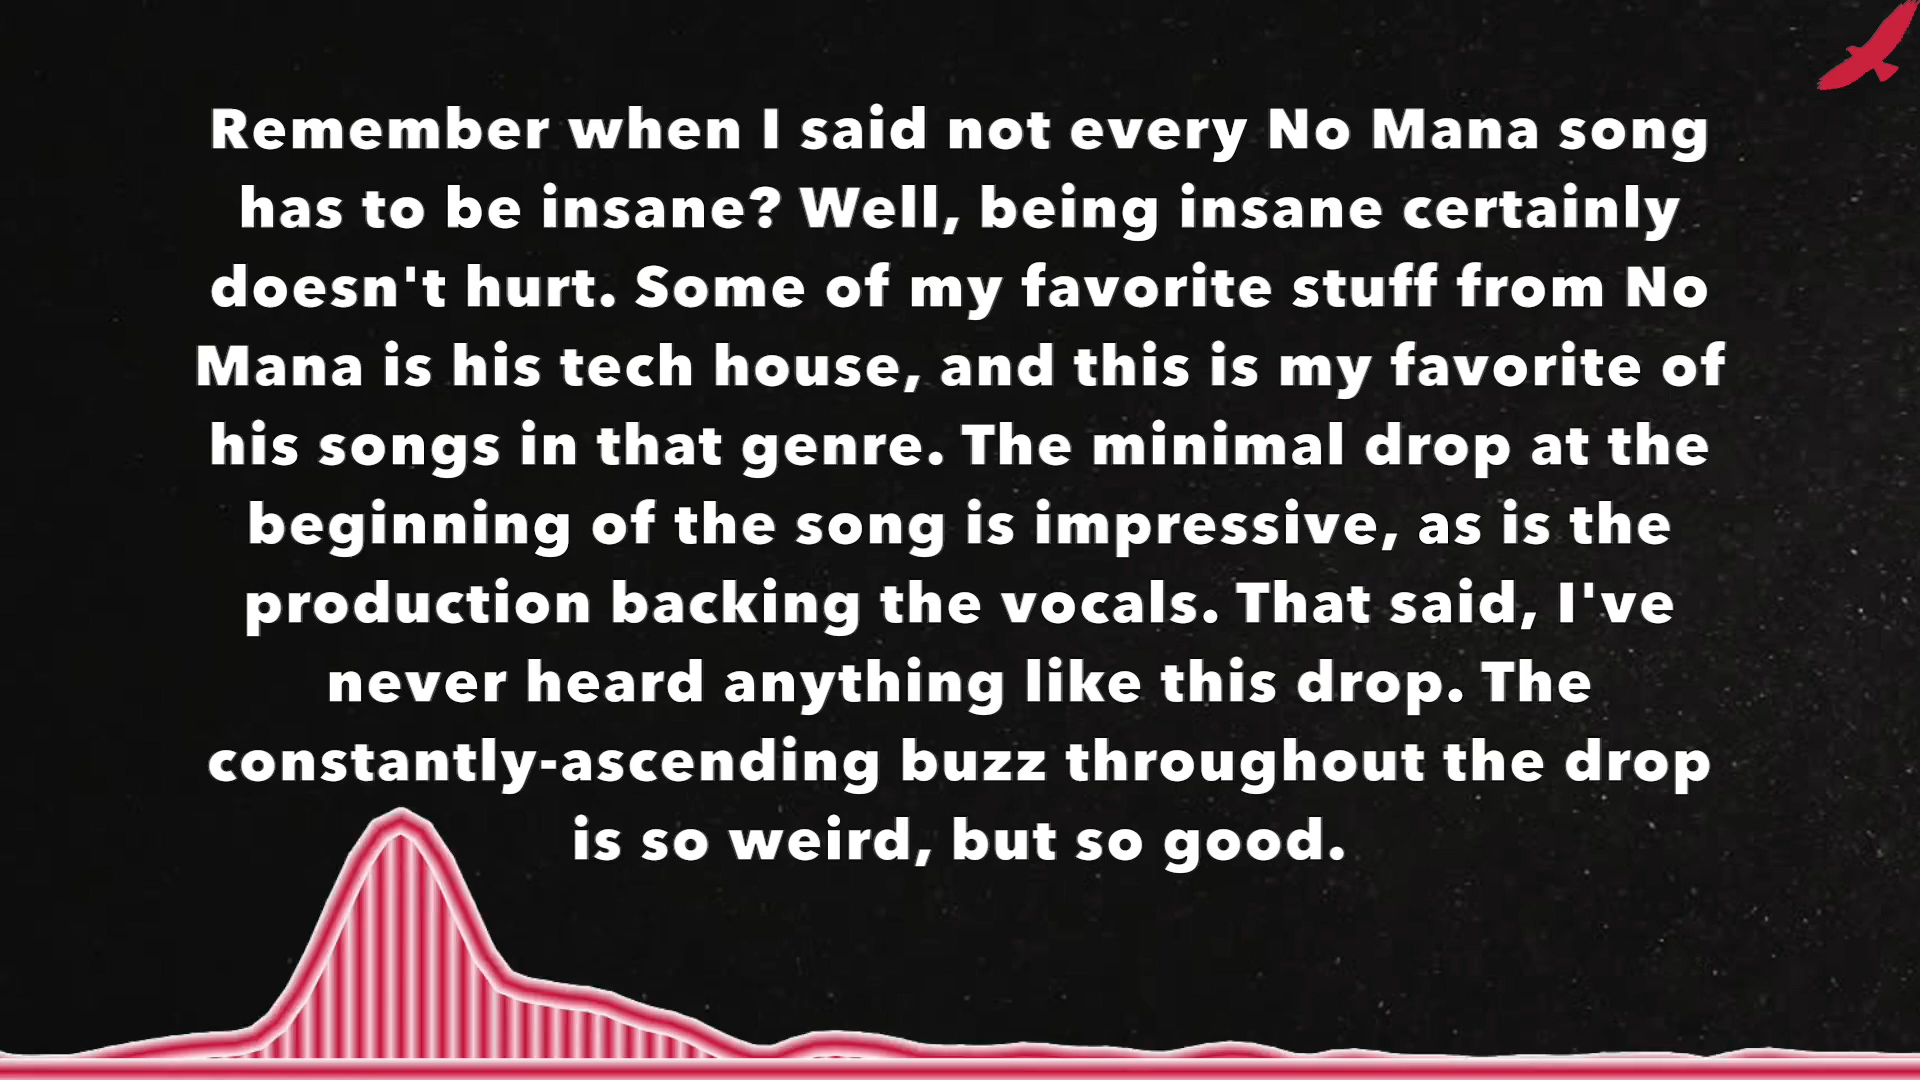 Remember when I said not every No Mana song
has to be insane? Well, being insane certainly
doesn't hurt. Some of my favorite stuff from No
Mana is his tech house, and this is my favorite of
his songs in that genre. The minimal drop at the
beginning of the song is impressive, as is the
production backing the vocals. That said, I've
never heard anything like this drop. The
constantly-ascending buzz throughout the drop
is so weird, but so good.